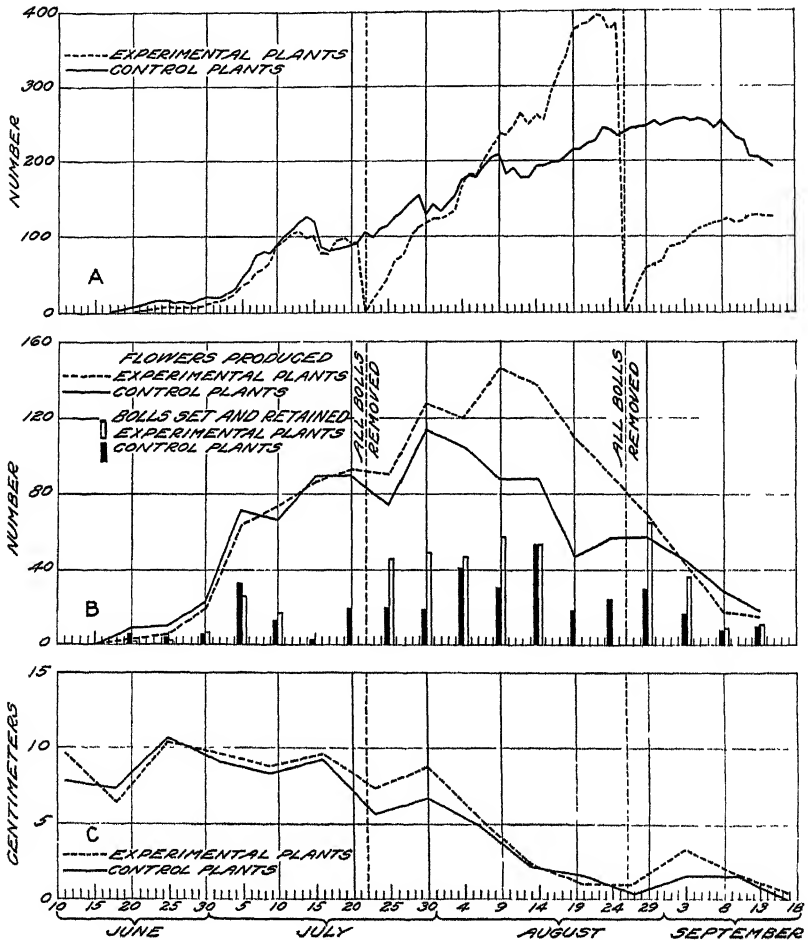 400
300
200
100
0
NUMBER
EXPERIMENTAL PLANTS
CONTROL PLANTS
A
160
120
80
40
0
NUMBER
FLOWERS PRODUCED
EXPERIMENTAL PLANTS
CONTROL PLANTS
BOLLS SET AND RETAINED
EXPERIMENTAL PLANTS
CONTROL PLANTS
ALL BOLLS
REMOVED
ALL BOLLS
REMOVED
B
15
10
5
0
CENTIMETERS
C
EXPERIMENTAL PLANTS
CONTROL PLANTS
10 20 25 30 5 10 15 20 25 30 4 9 14 19 24 29 3 8 13 18
JUNE JULY AUGUST SEPTEMBER